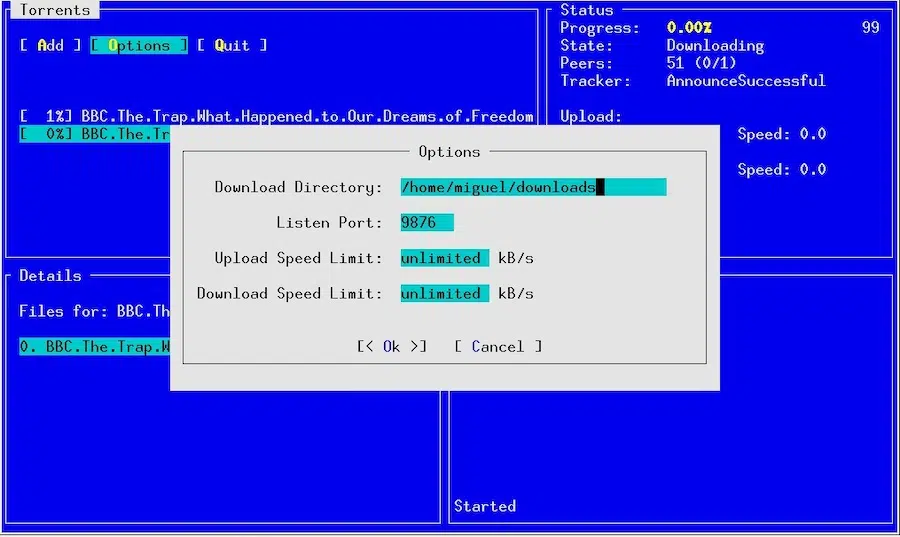 Torrents
[ Add ] [ Options ] [ Quit ]
[ 1%] BBC.The.Trap.What.Happened.to.Our.Dreams.of.Freedom
[ 0%] BBC.The.Tr
Status
Progress: 0.00% 99
State: Downloading
Peers: 51 (0/1)
Tracker: AnnounceSuccessful
Upload:
Speed: 0.0
Speed: 0.0
Options
Download Directory: /home/miguel/downloads
Listen Port: 9876
Upload Speed Limit: unlimited kB/s
Download Speed Limit: unlimited kB/s
[< Ok >] [ Cancel ]
Details
Files for: BBC.Th
0. BBC.The.Trap.W
Started